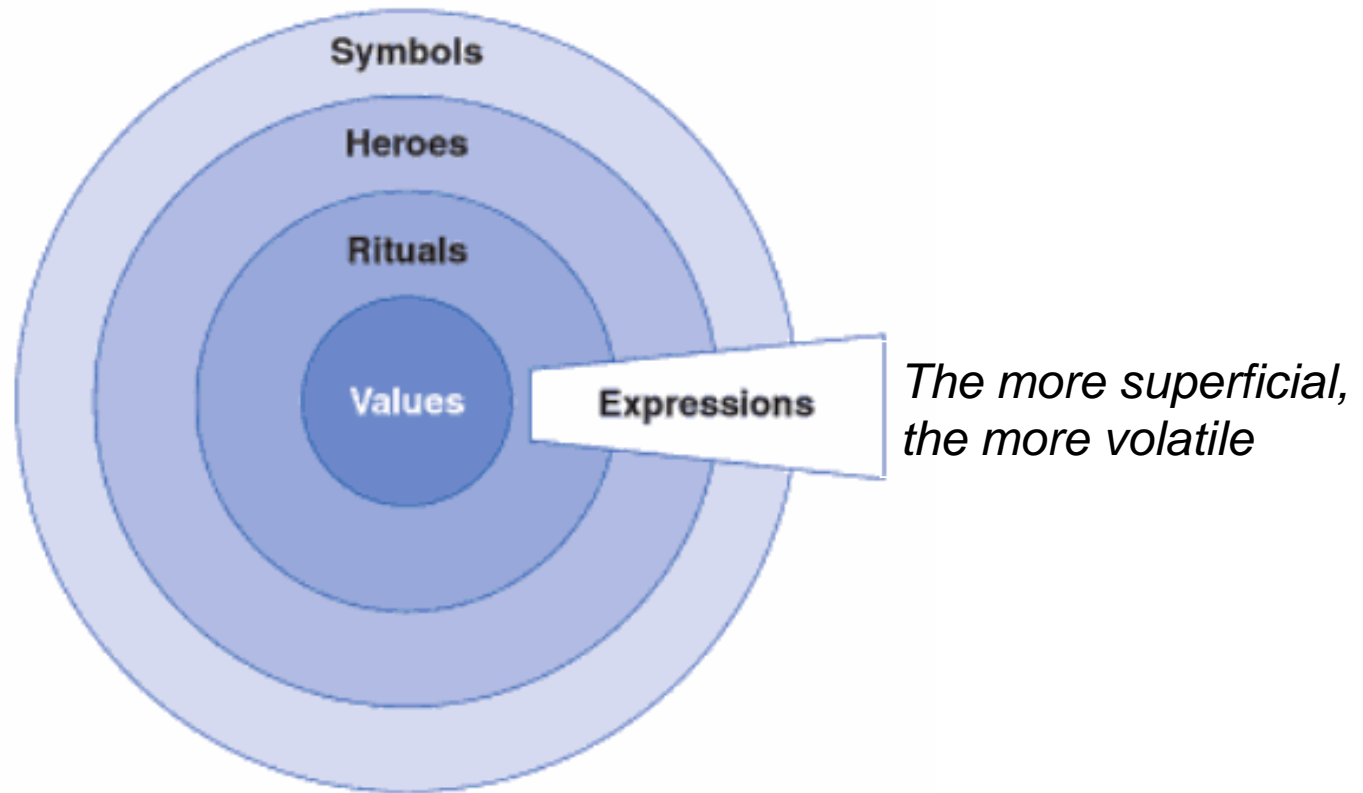 Symbols
Heroes
Rituals
Values
Expressions
The more superficial,
the more volatile